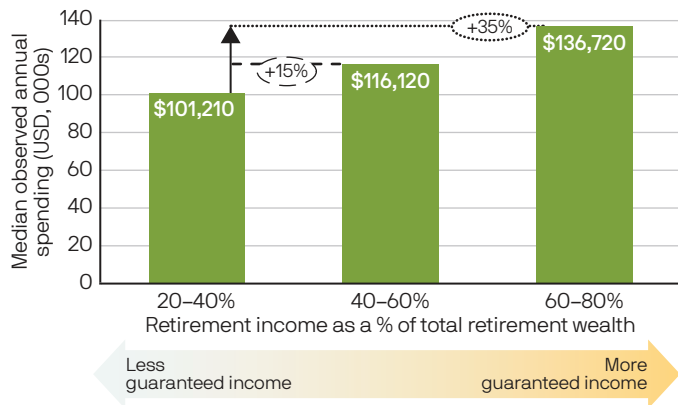 Median observed annual
spending (USD, 000s)
140
120
100
80
60
40
20
0
+35%
+15%
$101,210
$116,120
$136,720
20–40%
40–60%
60–80%
Retirement income as a % of total retirement wealth
Less
guaranteed income
More
guaranteed income